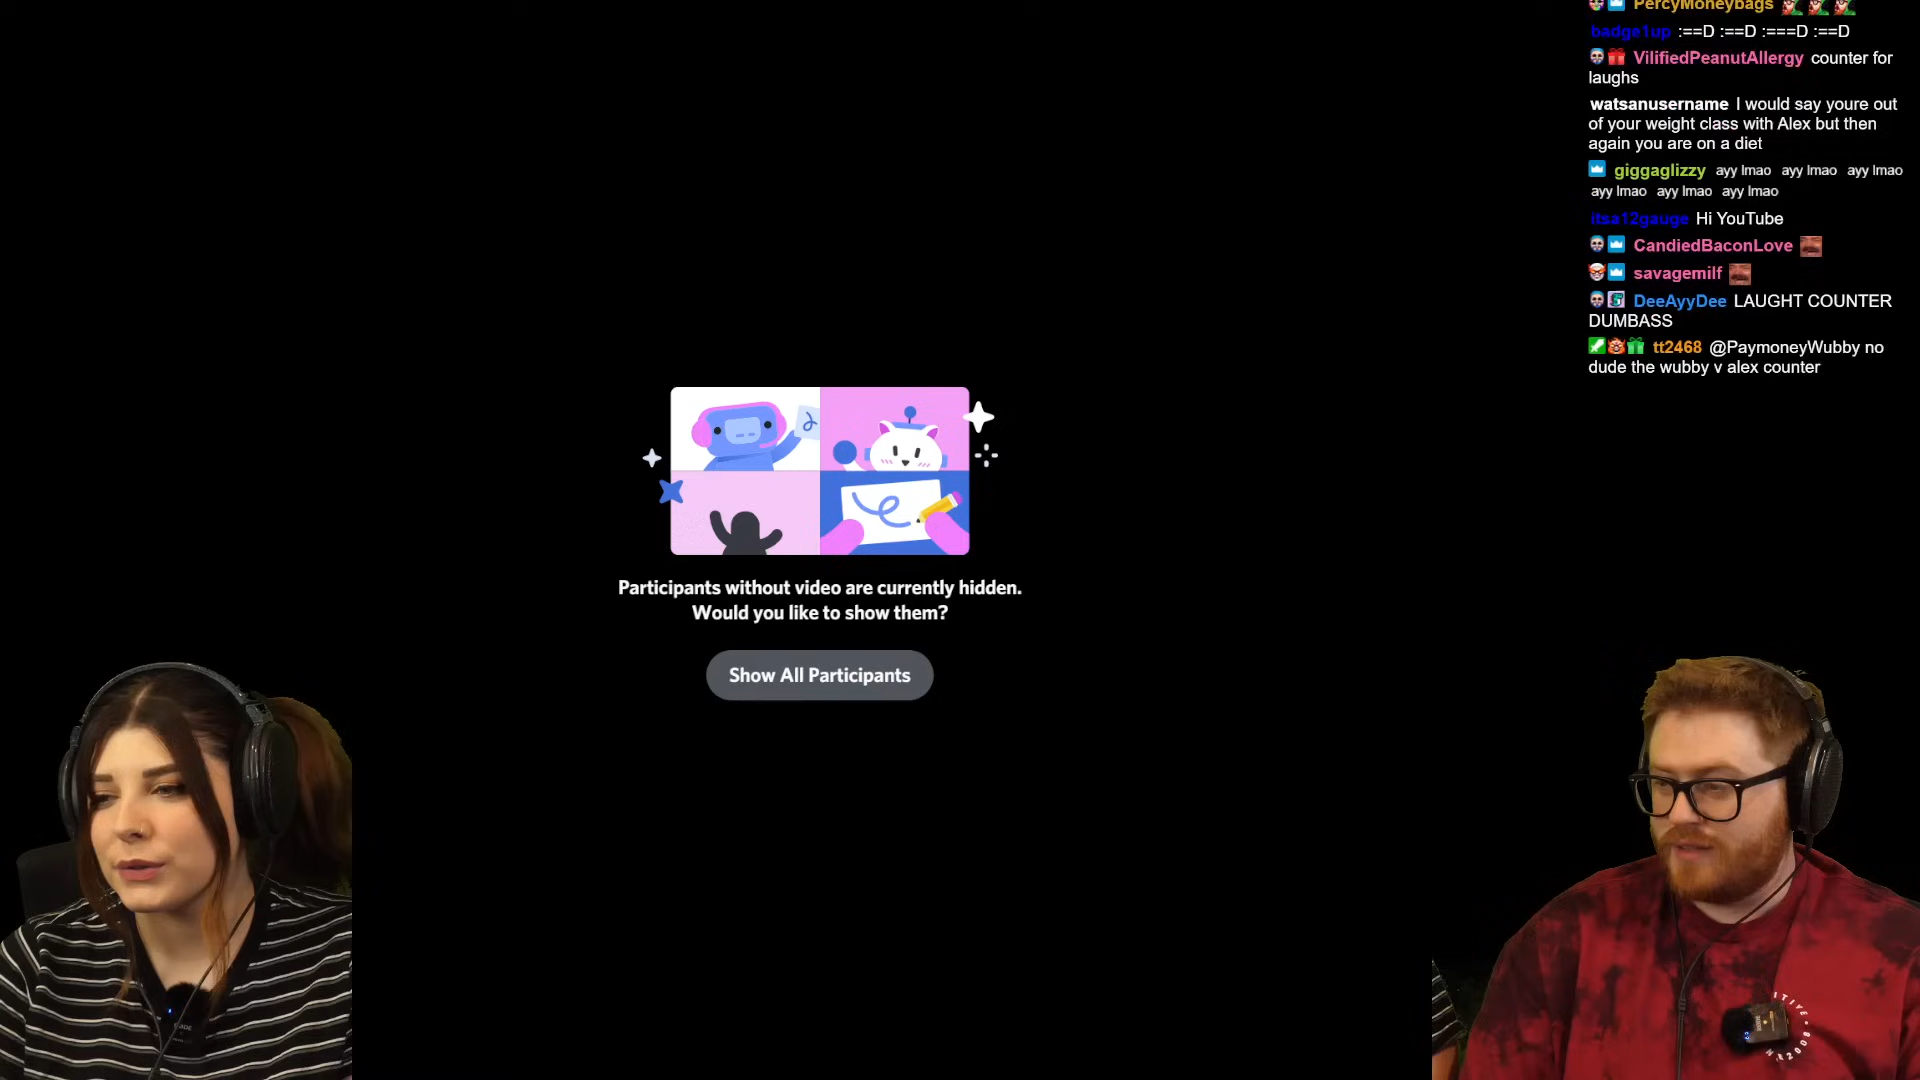 PercyMoneybags
badge1up :==D :==D :===D :==D
VilifiedPeanutAllergy counter for
laughs
watsanusername I would say youre out
of your weight class with Alex but then
again you are on a diet
giggaglizzy ayy lmao ayy lmao ayy lmao
ayy lmao ayy lmao ayy lmao
itsa12gauge Hi YouTube
CandiedBaconLove
savagemilf
DeeAyyDee LAUGHT COUNTER
DUMBASS
tt2468 @PaymoneyWubby no
dude the wubby v alex counter
Participants without video are currently hidden.
Would you like to show them?
Show All Participants